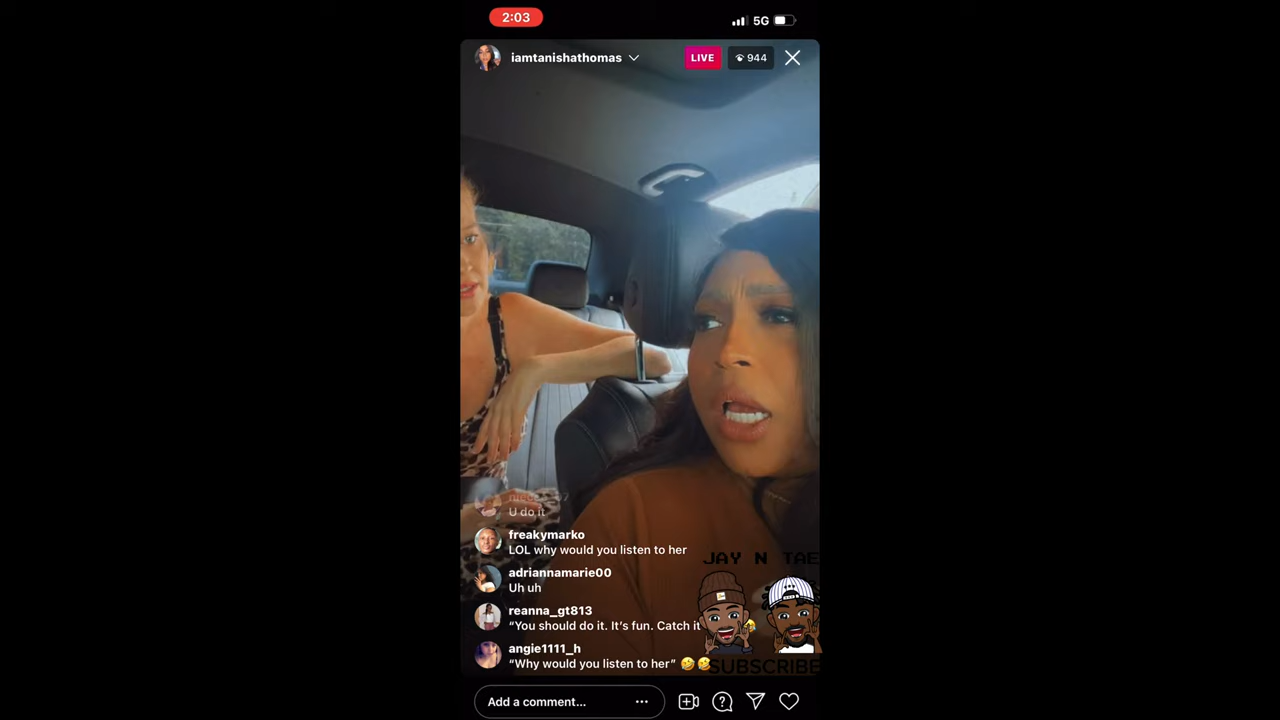 2:03
5G
iamtanishathomas
LIVE
944
U do it
freakymarko
LOL why would you listen to her
adriannamarie00
Uh uh
reanna_gt813
“You should do it. It’s fun. Catch it
angie1111_h
“Why would you listen to her” 🤣🤣
JAY N TAE
SUBSCRIBE
Add a comment...